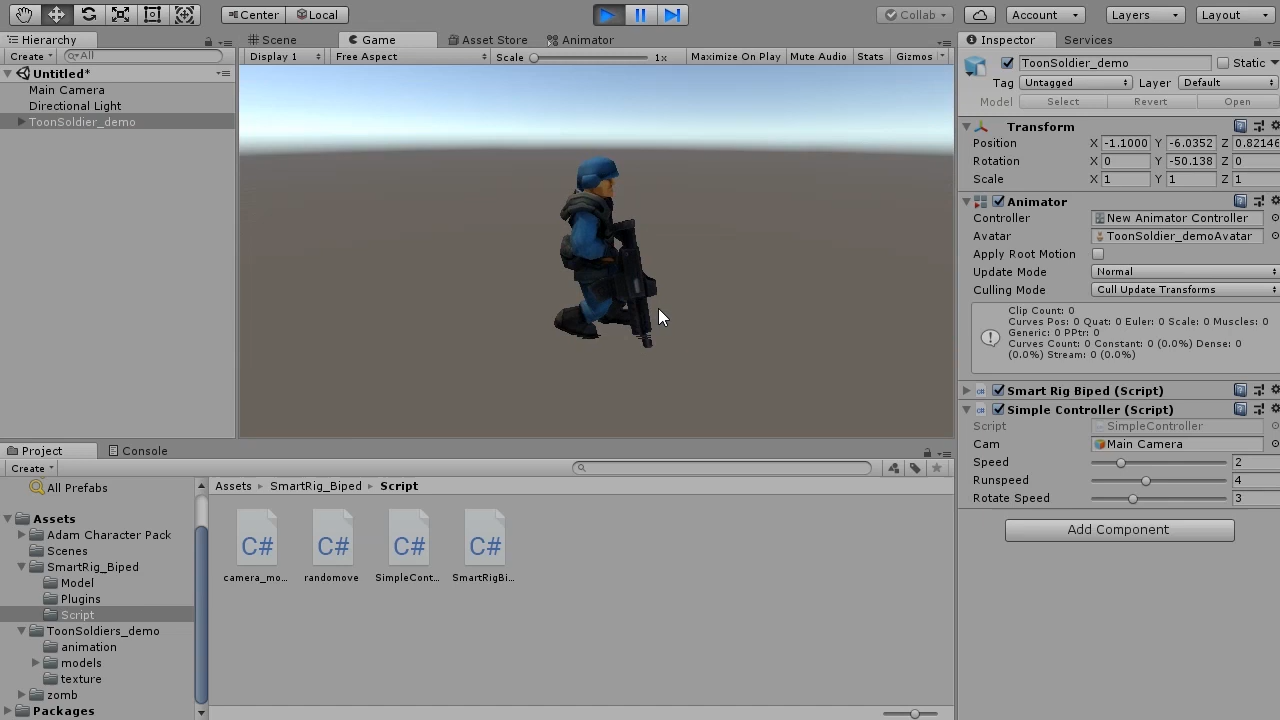 Center Local Collab Account Layers Layout
Hierarchy
Create All
Untitled*
Main Camera
Directional Light
ToonSoldier_demo
Scene Game Asset Store Animator
Display 1 Free Aspect Scale 1x Maximize On Play Mute Audio Stats Gizmos
Inspector Services
ToonSoldier_demo Static
Tag Untagged Layer Default
Model Select Revert Open
Transform
Position X -1.1000 Y -6.0352 Z 0.82146
Rotation X 0 Y -50.138 Z 0
Scale X 1 Y 1 Z 1
Animator
Controller New Animator Controller
Avatar ToonSoldier_demoAvatar
Apply Root Motion
Update Mode Normal
Culling Mode Cull Update Transforms
Clip Count: 0
Curves Pos: 0 Quat: 0 Euler: 0 Scale: 0 Muscles: 0
Generic: 0 PPtr: 0
Curves Count: 0 Constant: 0 (0.0%) Dense: 0
(0.0%) Stream: 0 (0.0%)
Smart Rig Biped (Script)
Simple Controller (Script)
Script SimpleController
Cam Main Camera
Speed 2
Runspeed 4
Rotate Speed 3
Add Component
Project Console
Create
All Prefabs
Assets
Adam Character Pack
Scenes
SmartRig_Biped
Model
Plugins
Script
ToonSoldiers_demo
animation
models
texture
zomb
Packages
Assets SmartRig_Biped Script
C# C# C# C#
camera_mo... randomove SimpleCont... SmartRigBi...